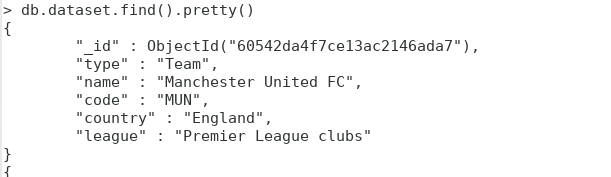 > db.dataset.find().pretty()
{
        "_id" : ObjectId("60542da4f7ce13ac2146ada7"),
        "type" : "Team",
        "name" : "Manchester United FC",
        "code" : "MUN",
        "country" : "England",
        "league" : "Premier League clubs"
}
{